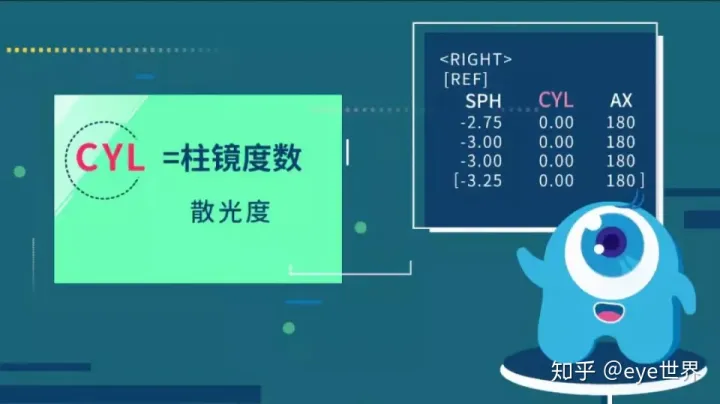 CYL =柱镜度数
散光度
<RIGHT>
[REF]
SPH CYL AX
-2.75 0.00 180
-3.00 0.00 180
-3.00 0.00 180
[-3.25 0.00 180]
知乎 @eye世界